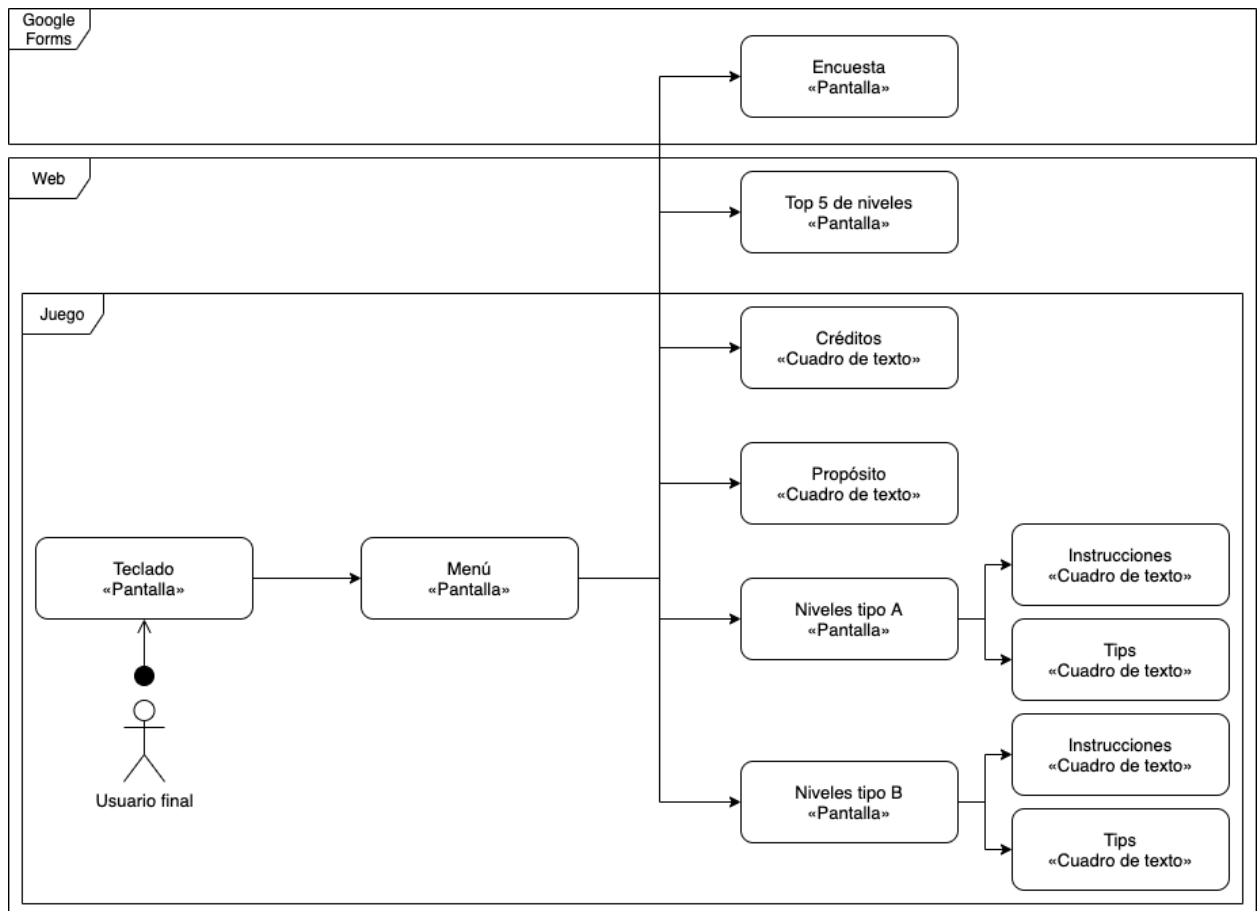 Google
Forms
Encuesta
«Pantalla»
Web
Top 5 de niveles
«Pantalla»
Juego
Créditos
«Cuadro de texto»
Propósito
«Cuadro de texto»
Teclado
«Pantalla»
Menú
«Pantalla»
Niveles tipo A
«Pantalla»
Instrucciones
«Cuadro de texto»
Tips
«Cuadro de texto»
Usuario final
Niveles tipo B
«Pantalla»
Instrucciones
«Cuadro de texto»
Tips
«Cuadro de texto»